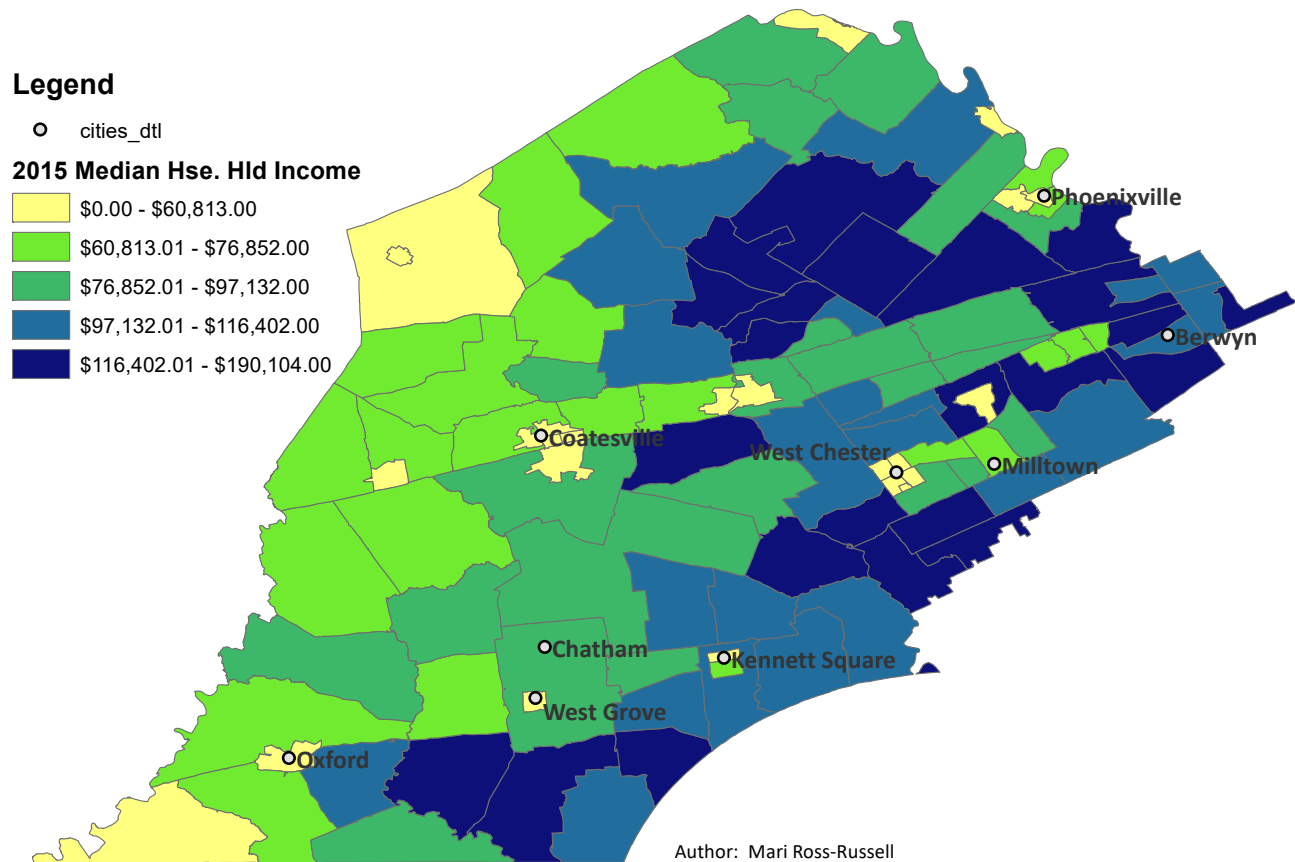 Legend
cities_dtl
2015 Median Hse. Hld Income
$0.00 - $60,813.00
$60,813.01 - $76,852.00
$76,852.01 - $97,132.00
$97,132.01 - $116,402.00
$116,402.01 - $190,104.00
Phoenixville
Berwyn
Coatesville
West Chester
Milltown
Chatham
Kennett Square
West Grove
Oxford
Author: Mari Ross-Russell